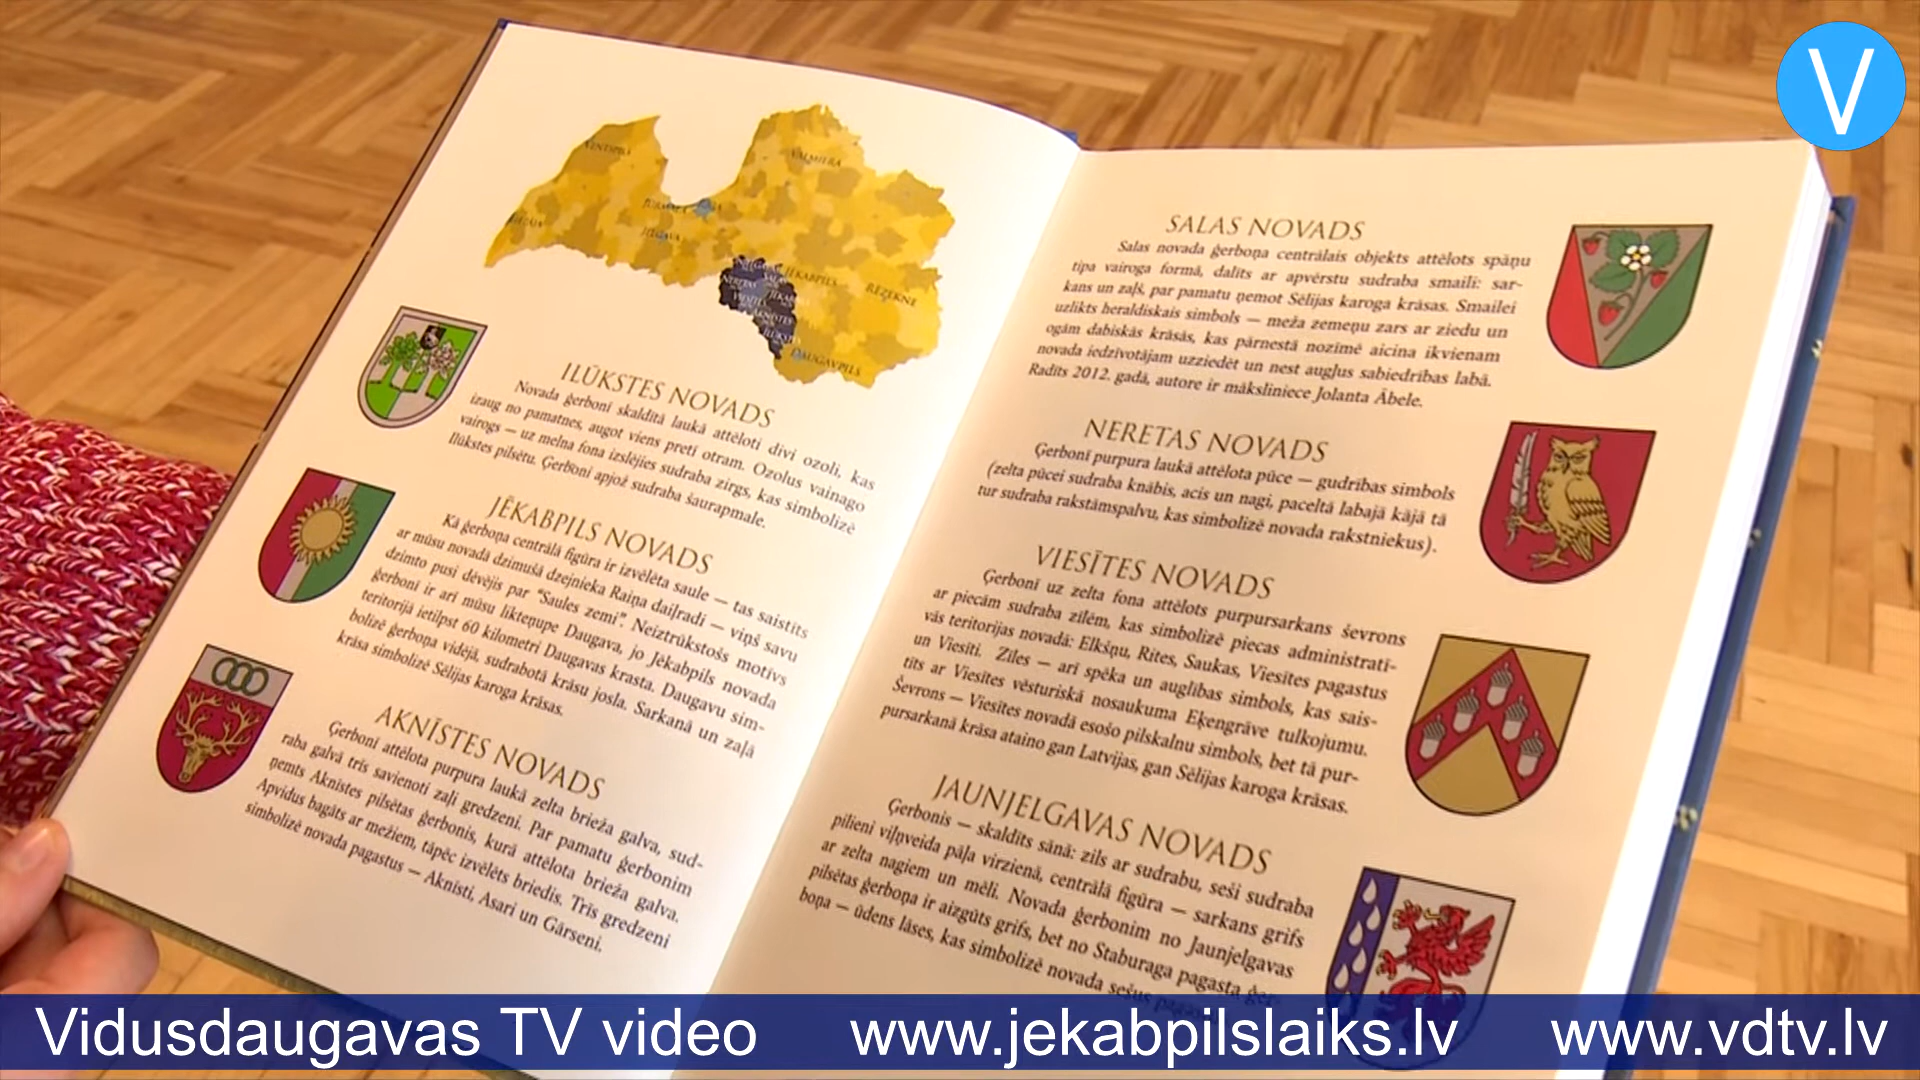 V
VENTSPILS
VALMIERA
JELGAVA
JĒKABPILS
RĒZEKNE
NERETAS
AKNĪSTES
DAUGAVPILS
ILŪKSTES NOVADS
Novada ģerbonī skaldītā laukā attēloti divi ozoli, kas
izaug no pamatnes, augot viens pretī otram. Ozolus vainago
vairogs — uz melna fona izslējies sudraba zirgs, kas simbolizē
Ilūkstes pilsētu. Ģerboni apjož sudraba šaurapmale.
JĒKABPILS NOVADS
Kā ģerboņa centrālā figūra ir izvēlēta saule — tas saistīts
ar mūsu novadā dzimušā dzejnieka Raiņa daiļradi — viņš savu
dzimto pusi dēvējis par “Saules zemi”. Neiztrūkstošs motīvs
ģerbonī ir arī mūsu likteņupe Daugava, jo Jēkabpils novada
teritorijā ietilpst 60 kilometri Daugavas krasta. Daugavu sim-
bolizē ģerboņa vidējā, sudrabotā krāsu josla. Sarkanā un zaļā
krāsa simbolizē Sēlijas karoga krāsas.
AKNĪSTES NOVADS
Ģerbonī attēlota purpura laukā zelta brieža galva, sud-
raba galvā trīs savienoti zaļi gredzeni. Par pamatu ģerbonim
ņemts Aknīstes pilsētas ģerbonis, kurā attēlota brieža galva.
Apvidus bagāts ar mežiem, tāpēc izvēlēts briedis. Trīs gredzeni
simbolizē novada pagastus — Aknīsti, Asari un Gārseni.
SALAS NOVADS
Salas novada ģerboņa centrālais objekts attēlots spāņu
tipa vairoga formā, dalīts ar apvērstu sudraba smaili: sar-
kans un zaļš, par pamatu ņemot Sēlijas karoga krāsas. Smailei
uzlikts heraldiskais simbols — meža zemeņu zars ar ziedu un
ogām dabiskās krāsās, kas pārnestā nozīmē aicina ikvienam
novada iedzīvotājam uzziedēt un nest augļus sabiedrības labā.
Radīts 2012. gadā, autore ir māksliniece Jolanta Ābele.
NERETAS NOVADS
Ģerbonī purpura laukā attēlota pūce — gudrības simbols
(zelta pūcei sudraba knābis, acis un nagi, paceltā labajā kājā tā
tur sudraba rakstāmspalvu, kas simbolizē novada rakstniekus).
VIESĪTES NOVADS
Ģerbonī uz zelta fona attēlots purpursarkans ševrons
ar piecām sudraba zīlēm, kas simbolizē piecas administratī-
vās teritorijas novadā: Elkšņu, Rites, Saukas, Viesītes pagastus
un Viesīti. Zīles — arī spēka un auglības simbols, kas sais-
tīts ar Viesītes vēsturiskā nosaukuma Eķengrāve tulkojumu.
Ševrons — Viesītes novadā esošo pilskalnu simbols, bet tā pur-
pursarkanā krāsa ataino gan Latvijas, gan Sēlijas karoga krāsas.
JAUNJELGAVAS NOVADS
Ģerbonis — skaldīts sānā: zils ar sudrabu, seši sudraba
pilieni viļņveida pāļa virzienā, centrālā figūra — sarkans grifs
ar zelta nagiem un mēli. Novada ģerbonim no Jaunjelgavas
pilsētas ģerboņa ir aizgūts grifs, bet no Staburaga pagasta ģer-
boņa — ūdens lāses, kas simbolizē novada sešus
Vidusdaugavas TV video www.jekabpilslaiks.lv www.vdtv.lv